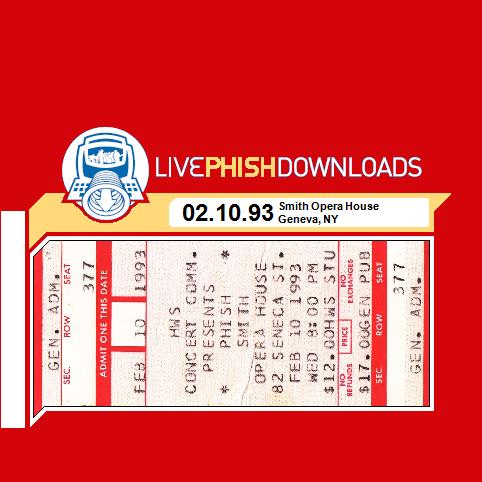 LIVEPHISHDOWNLOADS
02.10.93
Smith Opera House
Geneva, NY
GEN. ADM.
SEC. ROW SEAT
377
ADMIT ONE THIS DATE
FEB 10 1993
HWS
CONCERT COMM.
PRESENTS
* PHISH *
SMITH
OPERA HOUSE
82 SENECA ST.
FEB 10 1993
WED 8:00 PM
$12.00HWS STU
NO REFUNDS PRICE NO EXCHANGES
$17.00GEN PUB
SEC. ROW SEAT
377
GEN. ADM.